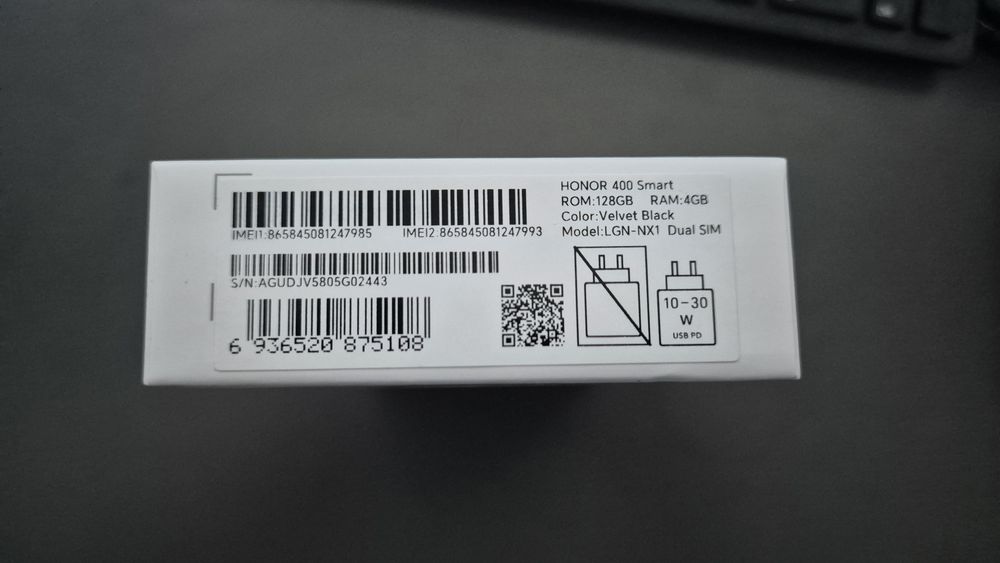 HONOR 400 Smart
ROM:128GB RAM:4GB
Color:Velvet Black
Model:LGN-NX1 Dual SIM
IMEI1:865845081247985 IMEI2:865845081247993
S/N:AGUDJV5805G02443
6 936520 875108
10-30
W
USB PD